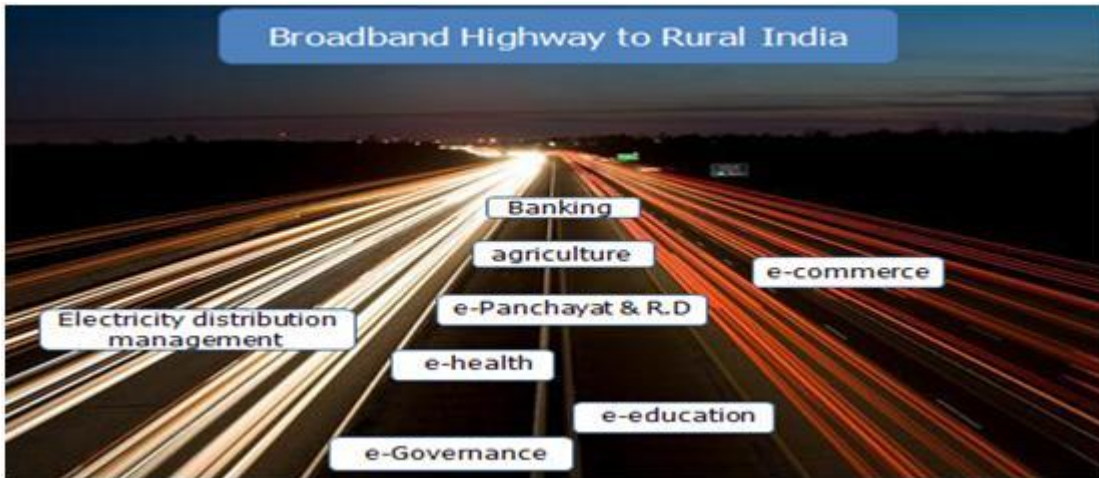 Broadband Highway to Rural India
Banking
agriculture
e-commerce
e-Panchayat & R.D
Electricity distribution
management
e-health
e-education
e-Governance